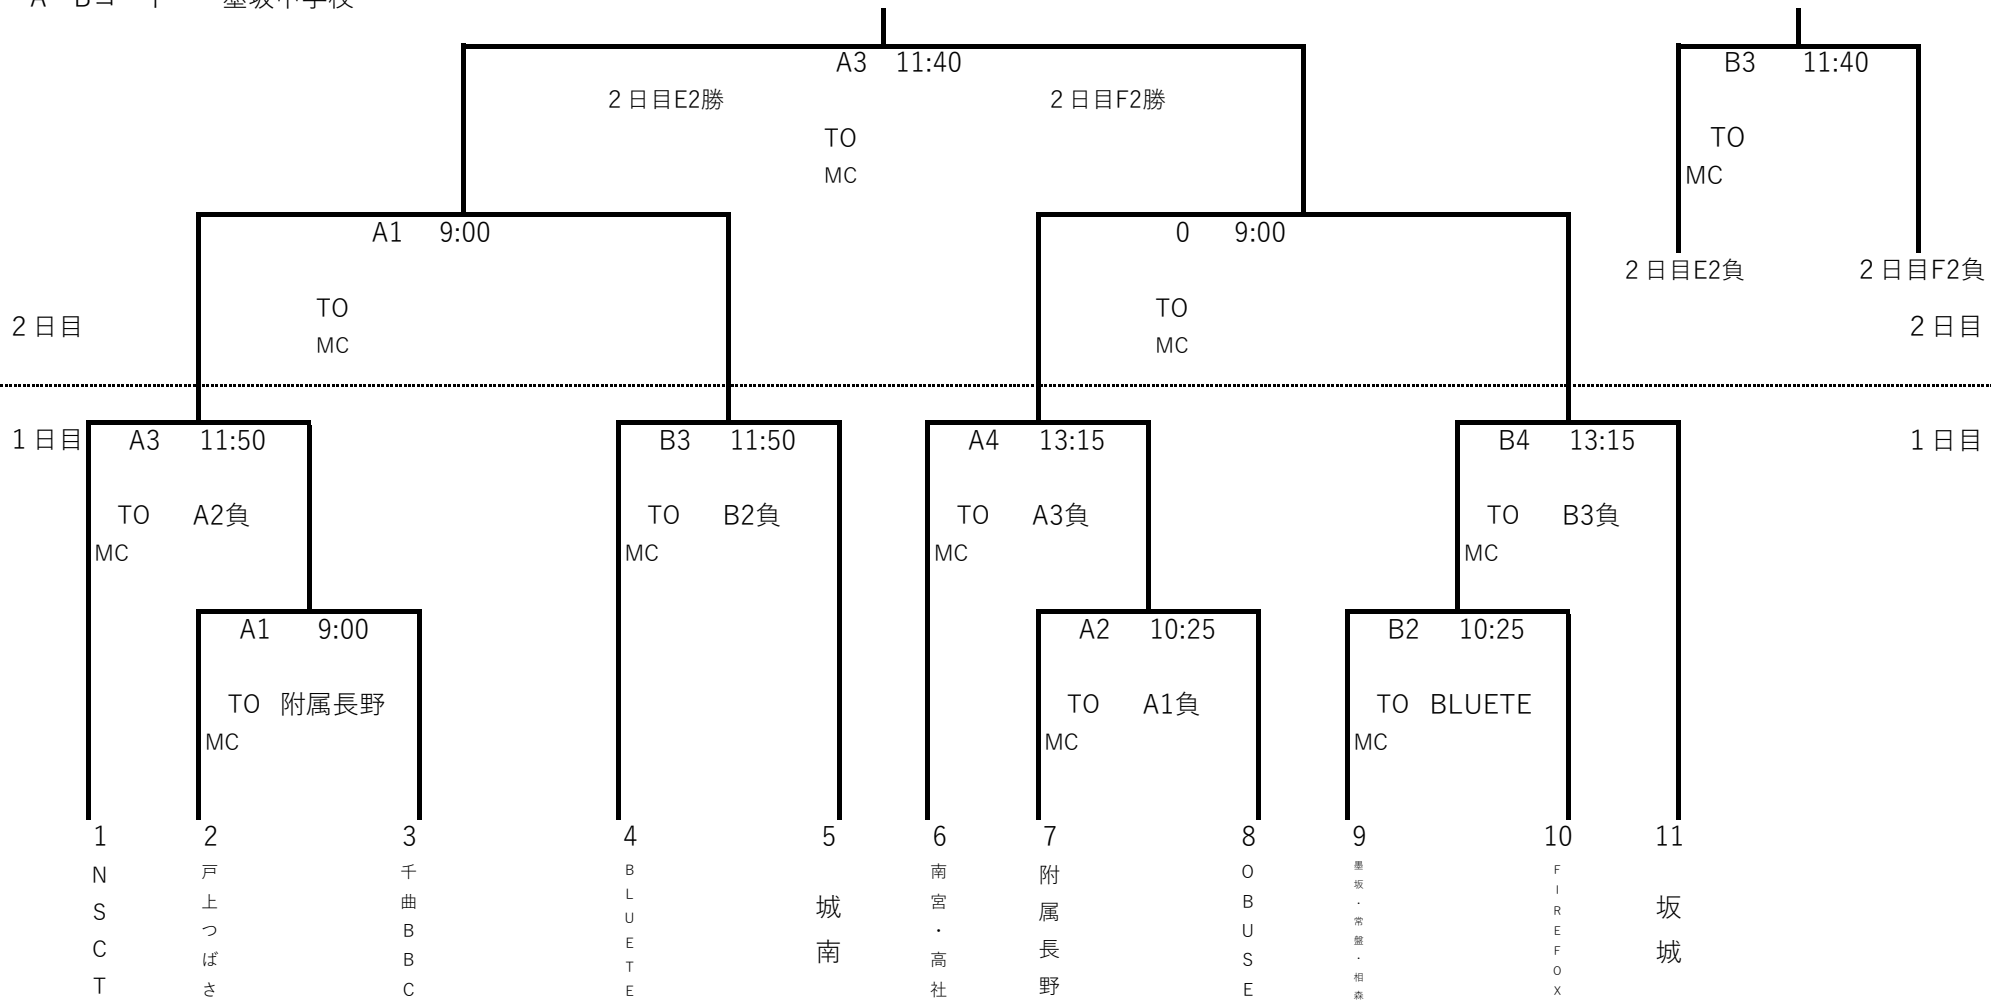 A3 11:40
B3 11:40
2日目E2勝 2日目F2勝
TO
MC
TO
MC
A1 9:00
0 9:00
2日目E2負 2日目F2負
TO
MC
TO
MC
2日目 2日目
1日目 1日目
A3 11:50
B3 11:50
A4 13:15
B4 13:15
TO A2負
MC
TO B2負
MC
TO A3負
MC
TO B3負
MC
A1 9:00
A2 10:25
B2 10:25
TO 附属長野
MC
TO A1負
MC
TO BLUETE
MC
1 NSCT
2 戸上つばさ
3 千曲BBC
4 BLUETE
5 城南
6 南宮・高社
7 附属長野
8 OBUSE
9 墨坂・常盤・相森
10 FIREFOX
11 坂城